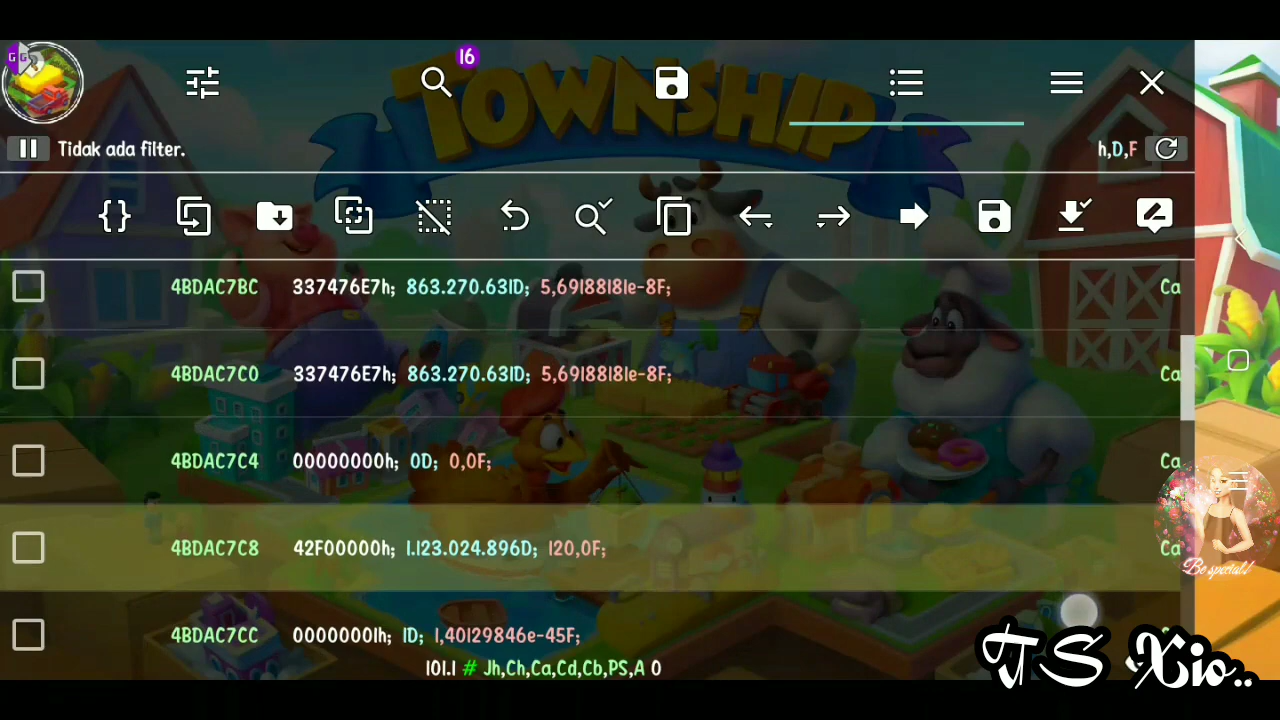 GG
16
TOWNSHIP
Tidak ada filter.
h,D,F
4BDAC7BC 337476E7h; 863.270.631D; 5,69188181e-8F; Ca
4BDAC7C0 337476E7h; 863.270.631D; 5,69188181e-8F; Ca
4BDAC7C4 00000000h; 0D; 0,0F; Ca
4BDAC7C8 42F00000h; 1.123.024.896D; 120,0F; Ca
4BDAC7CC 00000001h; 1D; 1,40129846e-45F;
101.1 # Jh,Ch,Ca,Cd,Cb,PS,A 0
Be special!
TS Xio..